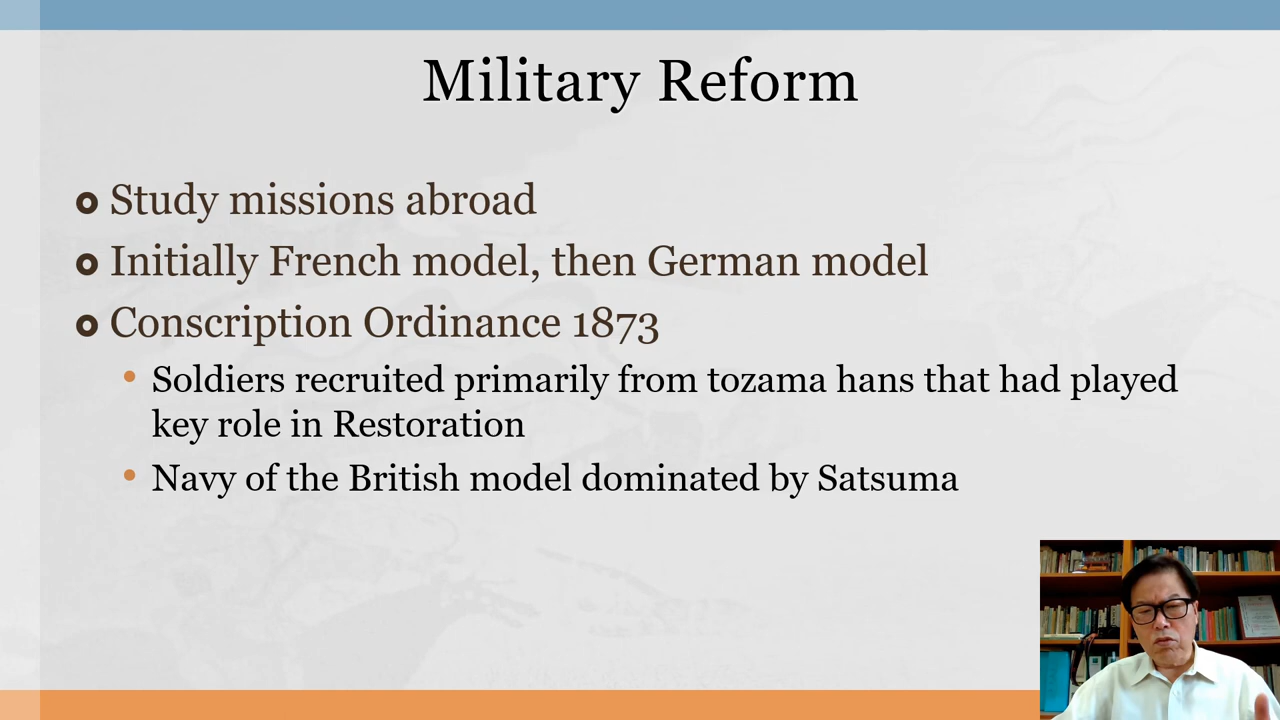 Military Reform
Study missions abroad
Initially French model, then German model
Conscription Ordinance 1873
Soldiers recruited primarily from tozama hans that had played
key role in Restoration
Navy of the British model dominated by Satsuma